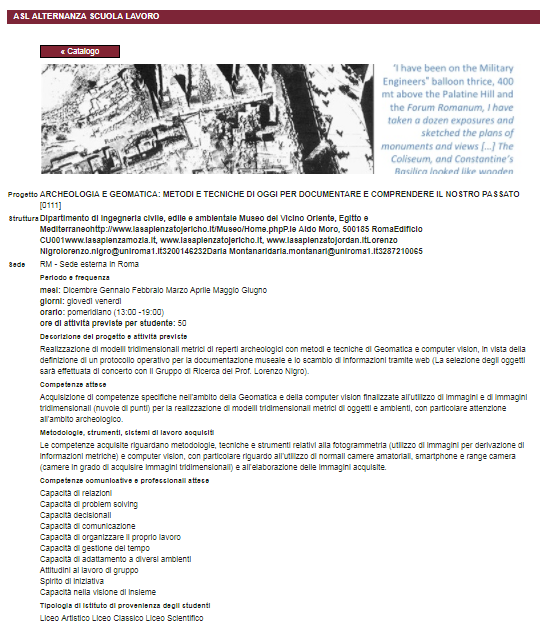 ASL ALTERNANZA SCUOLA LAVORO
« Catalogo
'I have been on the Military
Engineers" balloon thrice, 400
mt above the Palatine Hill and
the Forum Romanum, I have
taken a dozen exposures and
sketched the plans of
monuments and views [...] The
Coliseum, and Constantine's
Basilica looked like wooden
Progetto ARCHEOLOGIA E GEOMATICA: METODI E TECNICHE DI OGGI PER DOCUMENTARE E COMPRENDERE IL NOSTRO PASSATO
[0111]
Struttura Dipartimento di Ingegneria civile, edile e ambientale Museo del Vicino Oriente, Egitto e
Mediterraneohttp://www.lasapienzatojericho.it/Museo/Home.phpP.le Aldo Moro, 500185 RomaEdificio
CU001www.lasapienzamozia.it, www.lasapienzatojericho.it, www.lasapienzatojordan.itLorenzo
Nigrolorenzo.nigro@uniroma1.it3200146232Daria Montanaridaria.montanari@uniroma1.it3287210065
Sede RM - Sede esterna in Roma
Periodo e frequenza
mesi: Dicembre Gennaio Febbraio Marzo Aprile Maggio Giugno
giorni: giovedì venerdì
orario: pomeridiano (13:00 -19:00)
ore di attività previste per studente: 50
Descrizione del progetto e attività previste
Realizzazione di modelli tridimensionali metrici di reperti archeologici con metodi e tecniche di Geomatica e computer vision, in vista della
definizione di un protocollo operativo per la documentazione museale e lo scambio di informazioni tramite web (La selezione degli oggetti
sarà effettuata di concerto con il Gruppo di Ricerca del Prof. Lorenzo Nigro).
Competenze attese
Acquisizione di competenze specifiche nell'ambito della Geomatica e della computer vision finalizzate all'utilizzo di immagini e di immagini
tridimensionali (nuvole di punti) per la realizzazione di modelli tridimensionali metrici di oggetti e ambienti, con particolare attenzione
all'ambito archeologico.
Metodologie, strumenti, sistemi di lavoro acquisiti
Le competenze acquisite riguardano metodologie, tecniche e strumenti relativi alla fotogrammetria (utilizzo di immagini per derivazione di
informazioni metriche) e computer vision, con particolare riguardo all'utilizzo di normali camere amatoriali, smartphone e range camera
(camere in grado di acquisire immagini tridimensionali) e all'elaborazione delle immagini acquisite.
Competenze comunicative e professionali attese
Capacità di relazioni
Capacità di problem solving
Capacità decisionali
Capacità di comunicazione
Capacità di organizzare il proprio lavoro
Capacità di gestione del tempo
Capacità di adattamento a diversi ambienti
Attitudini al lavoro di gruppo
Spirito di iniziativa
Capacità nella visione di insieme
Tipologia di istituto di provenienza degli studenti
Liceo Artistico Liceo Classico Liceo Scientifico